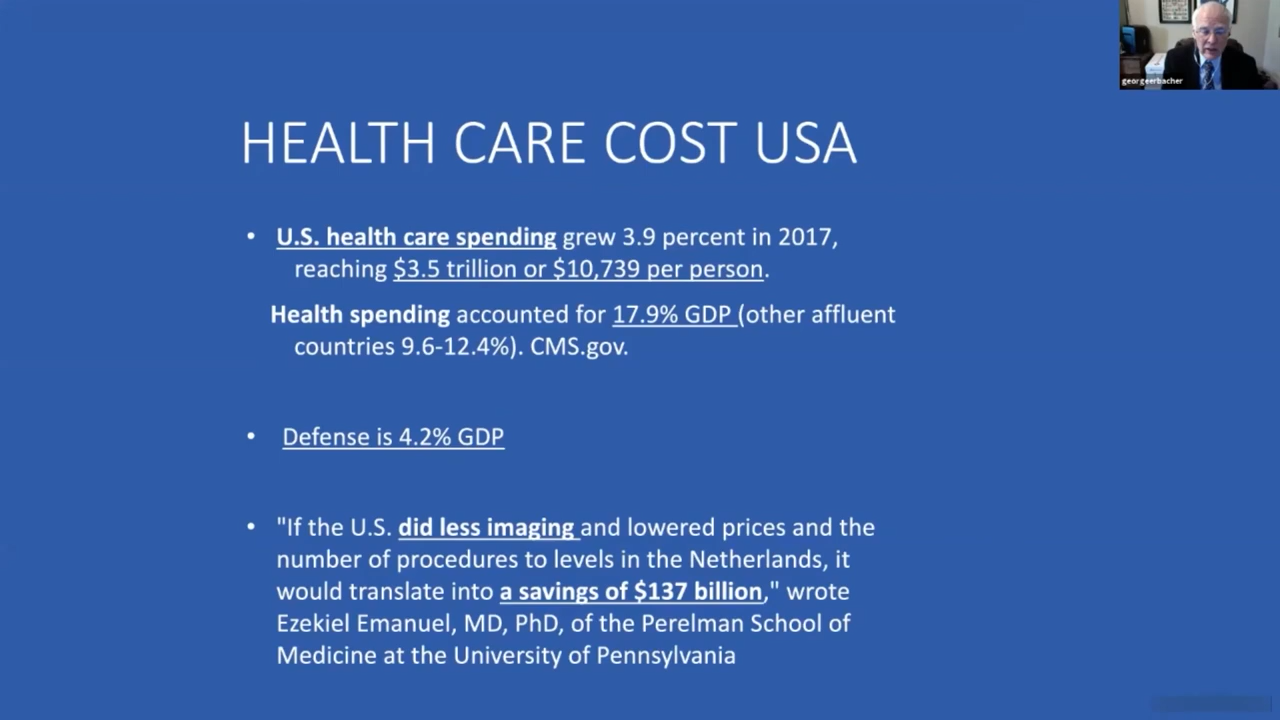 georgeerbacher
HEALTH CARE COST USA
• U.S. health care spending grew 3.9 percent in 2017,
reaching $3.5 trillion or $10,739 per person.
Health spending accounted for 17.9% GDP (other affluent
countries 9.6-12.4%). CMS.gov.
• Defense is 4.2% GDP
• "If the U.S. did less imaging and lowered prices and the
number of procedures to levels in the Netherlands, it
would translate into a savings of $137 billion," wrote
Ezekiel Emanuel, MD, PhD, of the Perelman School of
Medicine at the University of Pennsylvania